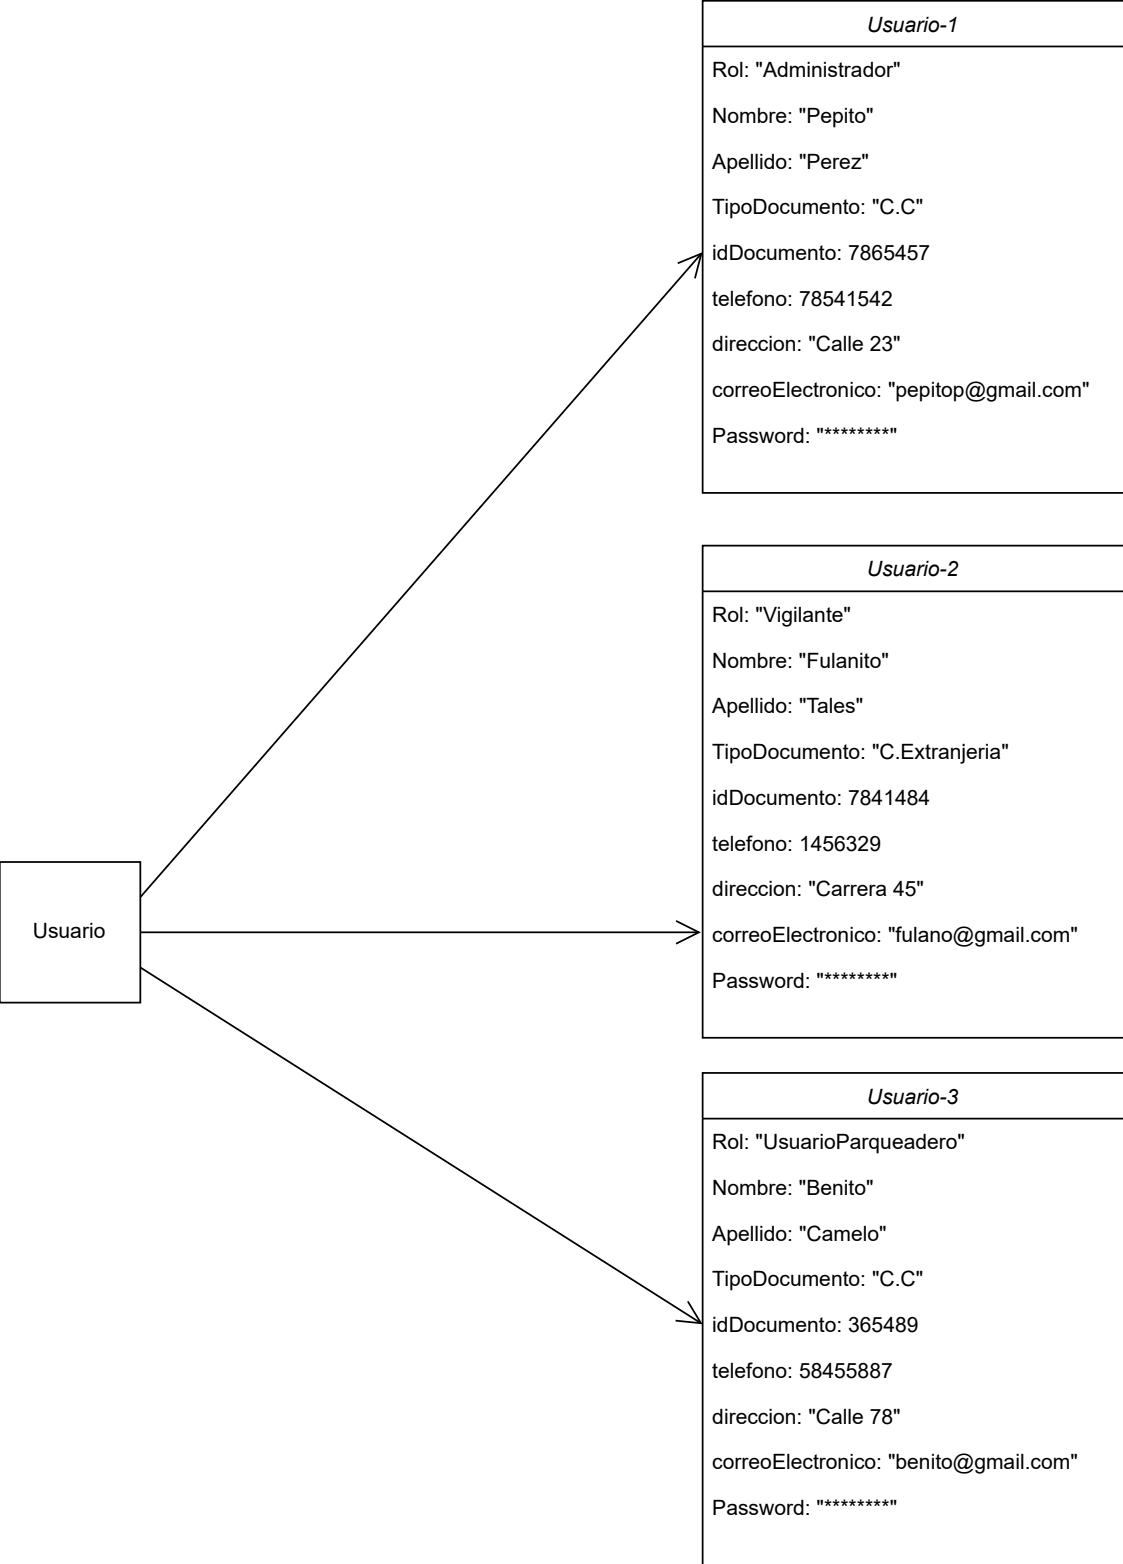 Usuario-1
Rol: "Administrador"
Nombre: "Pepito"
Apellido: "Perez"
TipoDocumento: "C.C"
idDocumento: 7865457
telefono: 78541542
direccion: "Calle 23"
correoElectronico: "pepitop@gmail.com"
Password: "********"
Usuario-2
Rol: "Vigilante"
Nombre: "Fulanito"
Apellido: "Tales"
TipoDocumento: "C.Extranjeria"
idDocumento: 7841484
telefono: 1456329
direccion: "Carrera 45"
correoElectronico: "fulano@gmail.com"
Password: "********"
Usuario
Usuario-3
Rol: "UsuarioParqueadero"
Nombre: "Benito"
Apellido: "Camelo"
TipoDocumento: "C.C"
idDocumento: 365489
telefono: 58455887
direccion: "Calle 78"
correoElectronico: "benito@gmail.com"
Password: "********"